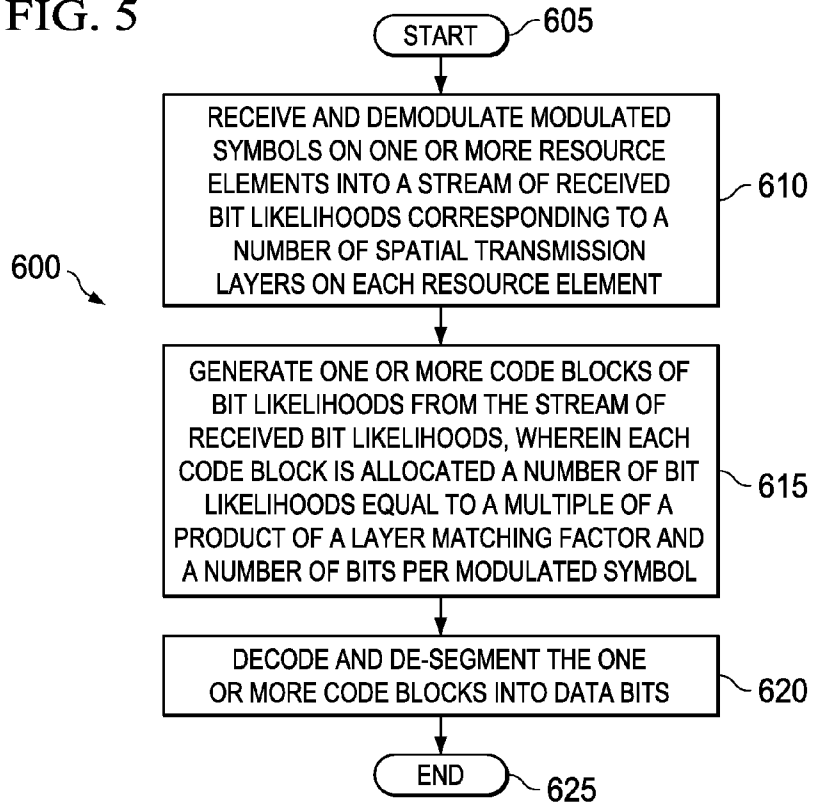 FIG. 5
START
605
RECEIVE AND DEMODULATE MODULATED
SYMBOLS ON ONE OR MORE RESOURCE
ELEMENTS INTO A STREAM OF RECEIVED
BIT LIKELIHOODS CORRESPONDING TO A
NUMBER OF SPATIAL TRANSMISSION
LAYERS ON EACH RESOURCE ELEMENT
610
600
GENERATE ONE OR MORE CODE BLOCKS OF
BIT LIKELIHOODS FROM THE STREAM OF
RECEIVED BIT LIKELIHOODS, WHEREIN EACH
CODE BLOCK IS ALLOCATED A NUMBER OF BIT
LIKELIHOODS EQUAL TO A MULTIPLE OF A
PRODUCT OF A LAYER MATCHING FACTOR AND
A NUMBER OF BITS PER MODULATED SYMBOL
615
DECODE AND DE-SEGMENT THE ONE
OR MORE CODE BLOCKS INTO DATA BITS
620
END
625